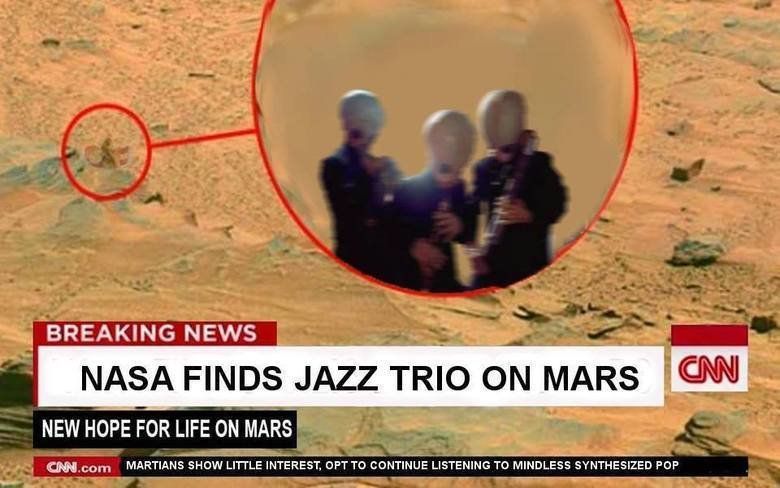 BREAKING NEWS
NASA FINDS JAZZ TRIO ON MARS
CNN
NEW HOPE FOR LIFE ON MARS
CNN.com MARTIANS SHOW LITTLE INTEREST, OPT TO CONTINUE LISTENING TO MINDLESS SYNTHESIZED POP